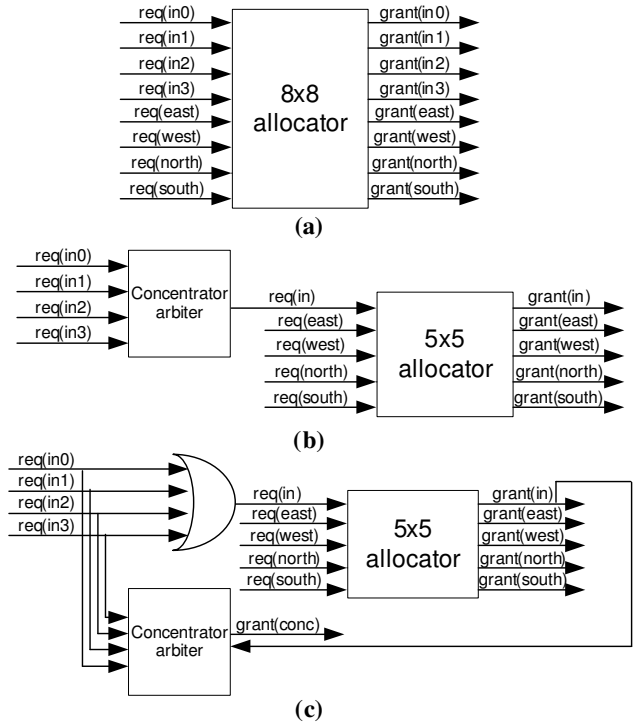 req(in0)
req(in1)
req(in2)
req(in3)
req(east)
req(west)
req(north)
req(south)
8x8
allocator
grant(in0)
grant(in1)
grant(in2)
grant(in3)
grant(east)
grant(west)
grant(north)
grant(south)
(a)
req(in0)
req(in1)
req(in2)
req(in3)
Concentrator
arbiter
req(in)
req(east)
req(west)
req(north)
req(south)
5x5
allocator
grant(in)
grant(east)
grant(west)
grant(north)
grant(south)
(b)
req(in0)
req(in1)
req(in2)
req(in3)
req(in)
req(east)
req(west)
req(north)
req(south)
5x5
allocator
grant(in)
grant(east)
grant(west)
grant(north)
grant(south)
Concentrator
arbiter
grant(conc)
(c)